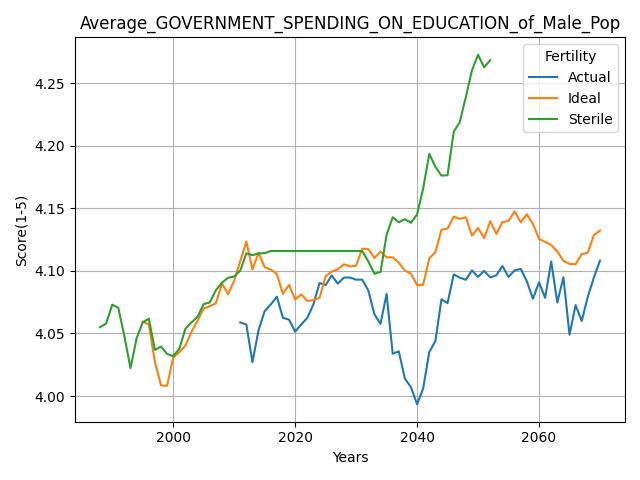 Average_GOVERNMENT_SPENDING_ON_EDUCATION_of_Male_Pop
Fertility
Actual
Ideal
Sterile
4.25
4.20
4.15
4.10
4.05
4.00
Score(1-5)
2000 2020 2040 2060
Years